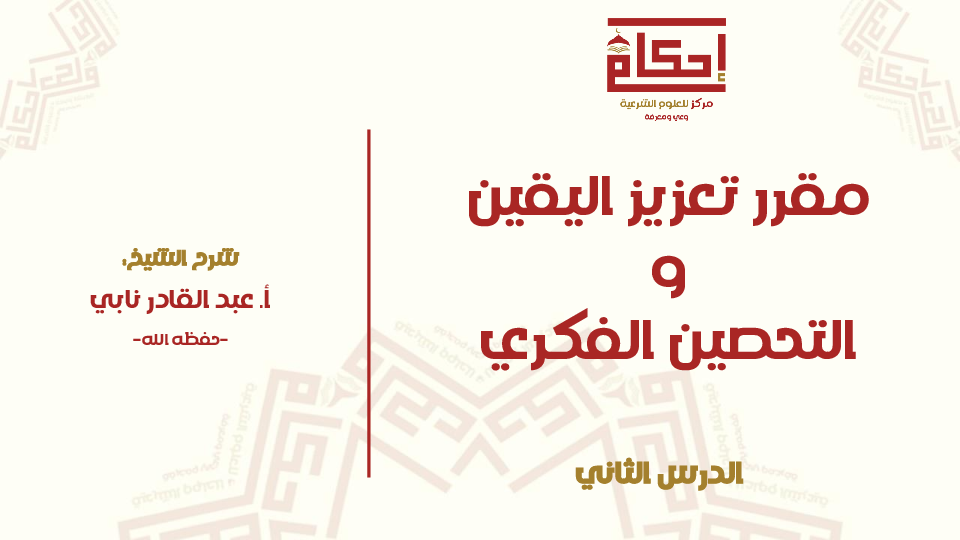 إحكام
مركز للعلوم الشرعية
وعي ومعرفة
مقرر تعزيز اليقين
و
التحصين الفكري
الدرس الثاني
شرح الشيخ:
أ. عبد القادر نابي
-حفظه الله-